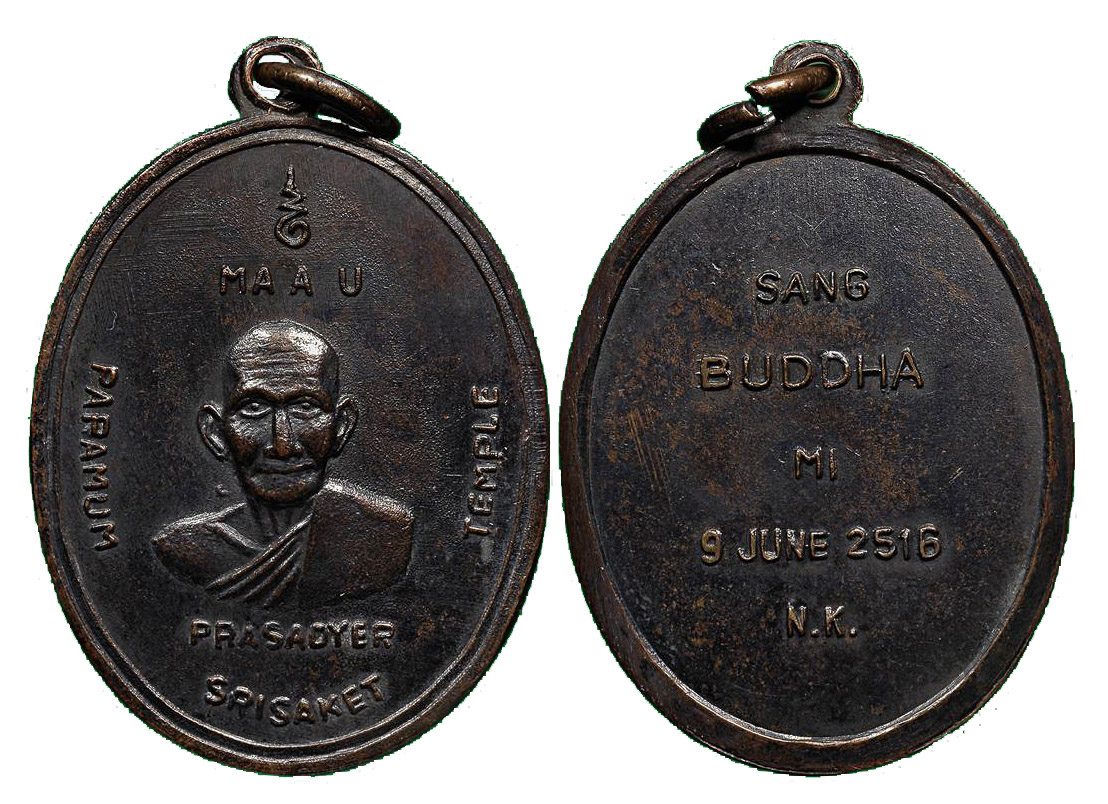 MA A U
PARAMUM
TEMPLE
PRASADYER
SRISAKET
SANG
BUDDHA
MI
9 JUNE 2516
N.K.